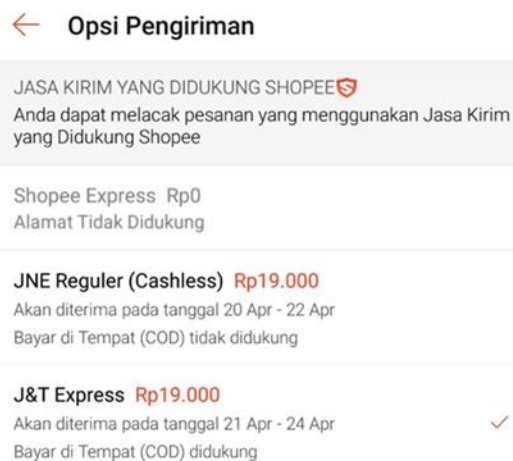 Opsi Pengiriman
JASA KIRIM YANG DIDUKUNG SHOPEE
Anda dapat melacak pesanan yang menggunakan Jasa Kirim
yang Didukung Shopee
Shopee Express Rp0
Alamat Tidak Didukung
JNE Reguler (Cashless) Rp19.000
Akan diterima pada tanggal 20 Apr - 22 Apr
Bayar di Tempat (COD) tidak didukung
J&T Express Rp19.000
Akan diterima pada tanggal 21 Apr - 24 Apr
Bayar di Tempat (COD) didukung